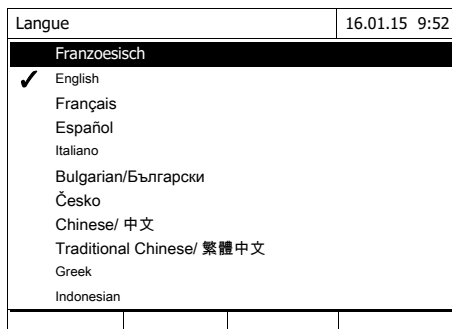 Langue 16.01.15 9:52
Franzoesisch
✓ English
Français
Español
Italiano
Bulgarian/Български
Česko
Chinese/ 中文
Traditional Chinese/ 繁體中文
Greek
Indonesian